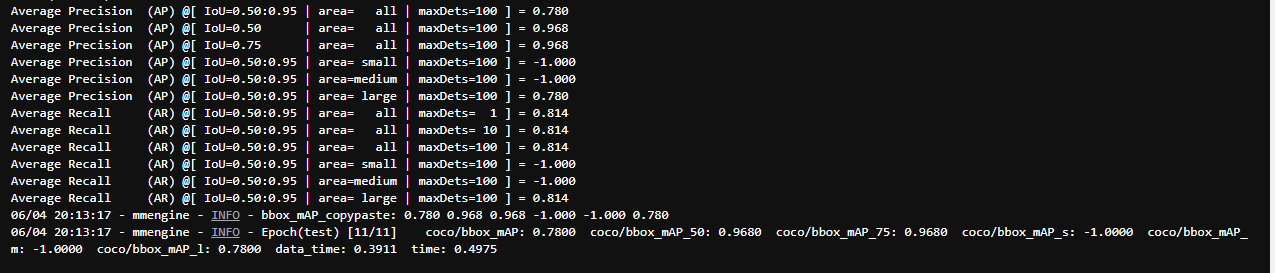 Average Precision  (AP) @[ IoU=0.50:0.95 | area=   all | maxDets=100 ] = 0.780
Average Precision  (AP) @[ IoU=0.50      | area=   all | maxDets=100 ] = 0.968
Average Precision  (AP) @[ IoU=0.75      | area=   all | maxDets=100 ] = 0.968
Average Precision  (AP) @[ IoU=0.50:0.95 | area= small | maxDets=100 ] = -1.000
Average Precision  (AP) @[ IoU=0.50:0.95 | area=medium | maxDets=100 ] = -1.000
Average Precision  (AP) @[ IoU=0.50:0.95 | area= large | maxDets=100 ] = 0.780
Average Recall     (AR) @[ IoU=0.50:0.95 | area=   all | maxDets=  1 ] = 0.814
Average Recall     (AR) @[ IoU=0.50:0.95 | area=   all | maxDets= 10 ] = 0.814
Average Recall     (AR) @[ IoU=0.50:0.95 | area=   all | maxDets=100 ] = 0.814
Average Recall     (AR) @[ IoU=0.50:0.95 | area= small | maxDets=100 ] = -1.000
Average Recall     (AR) @[ IoU=0.50:0.95 | area=medium | maxDets=100 ] = -1.000
Average Recall     (AR) @[ IoU=0.50:0.95 | area= large | maxDets=100 ] = 0.814
06/04 20:13:17 - mmengine - INFO - bbox_mAP_copypaste: 0.780 0.968 0.968 -1.000 -1.000 0.780
06/04 20:13:17 - mmengine - INFO - Epoch(test) [11/11]    coco/bbox_mAP: 0.7800  coco/bbox_mAP_50: 0.9680  coco/bbox_mAP_75: 0.9680  coco/bbox_mAP_s: -1.0000  coco/bbox_mAP_
m: -1.0000  coco/bbox_mAP_l: 0.7800  data_time: 0.3911  time: 0.4975